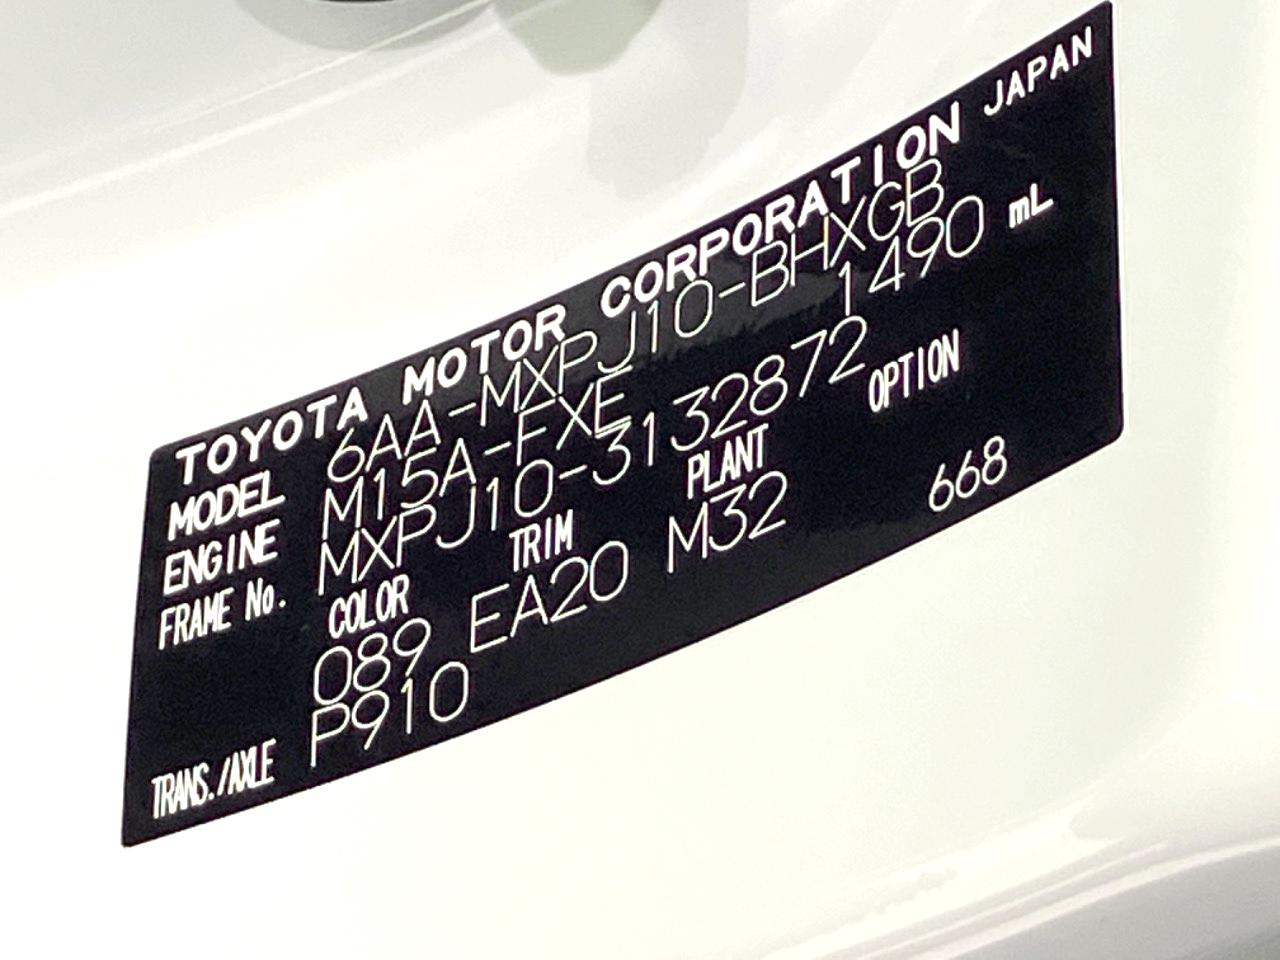 TOYOTA MOTOR CORPORATION JAPAN
MODEL 6AA-MXPJ10-BHXGB
ENGINE M15A-FXE 1490 mL
FRAME No. MXPJ10-3132872
COLOR TRIM PLANT OPTION
089 EA20 M32 668
TRANS./AXLE P910